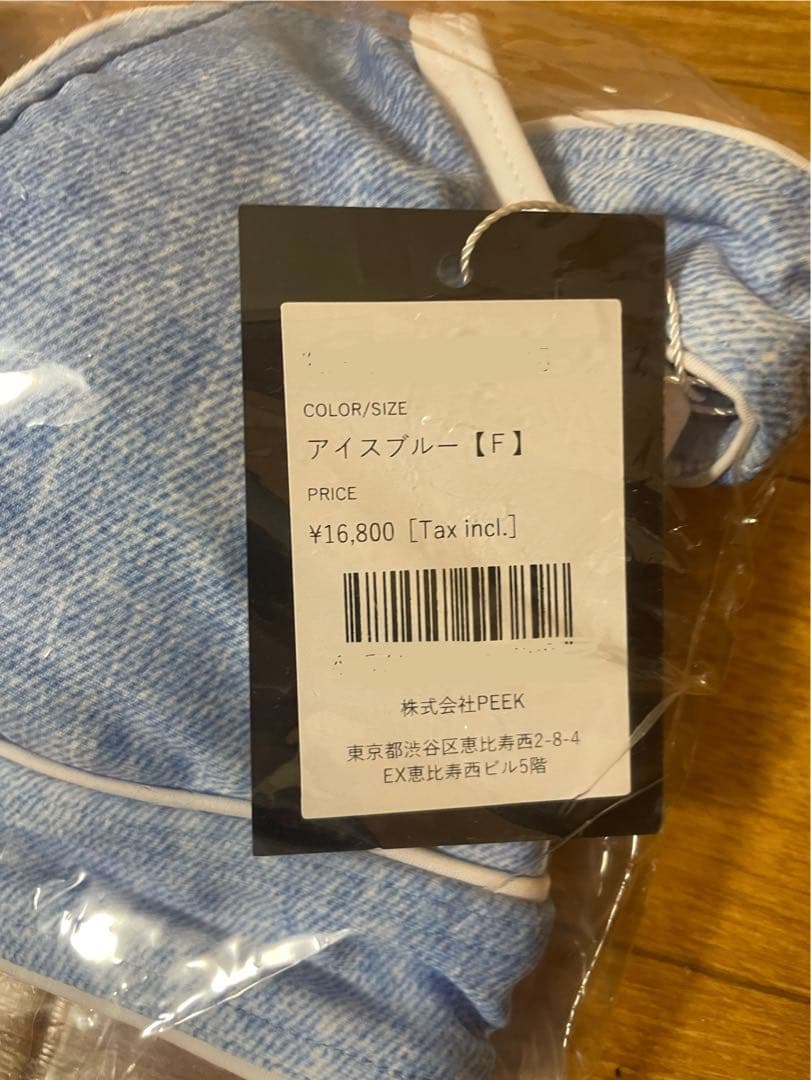 COLOR/SIZE
アイスブルー【F】
PRICE
¥16,800 [Tax incl.]
株式会社PEEK
東京都渋谷区恵比寿西2-8-4
EX恵比寿西ビル5階